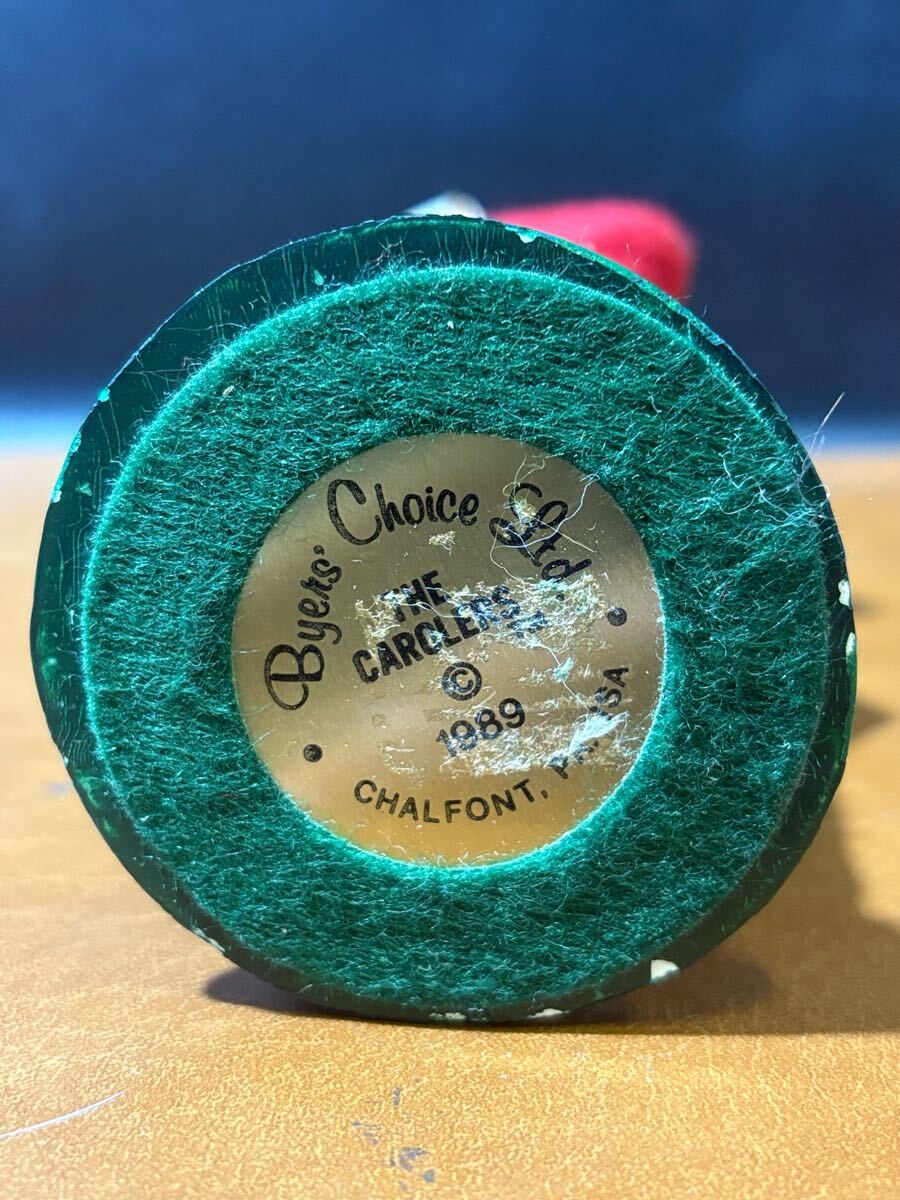 Byers' Choice Ltd.
THE
CAROLERS
©
1989
CHALFONT, PA. USA